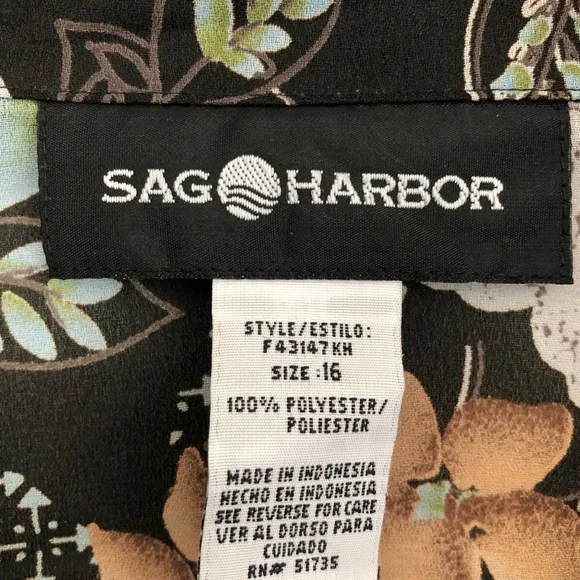 SAG HARBOR
STYLE/ESTILO:
F43147KH
SIZE:16
100% POLYESTER/
POLIESTER
MADE IN INDONESIA
HECHO EN INDONESIA
SEE REVERSE FOR CARE
VER AL DORSO PARA
CUIDADO
RN# 51735